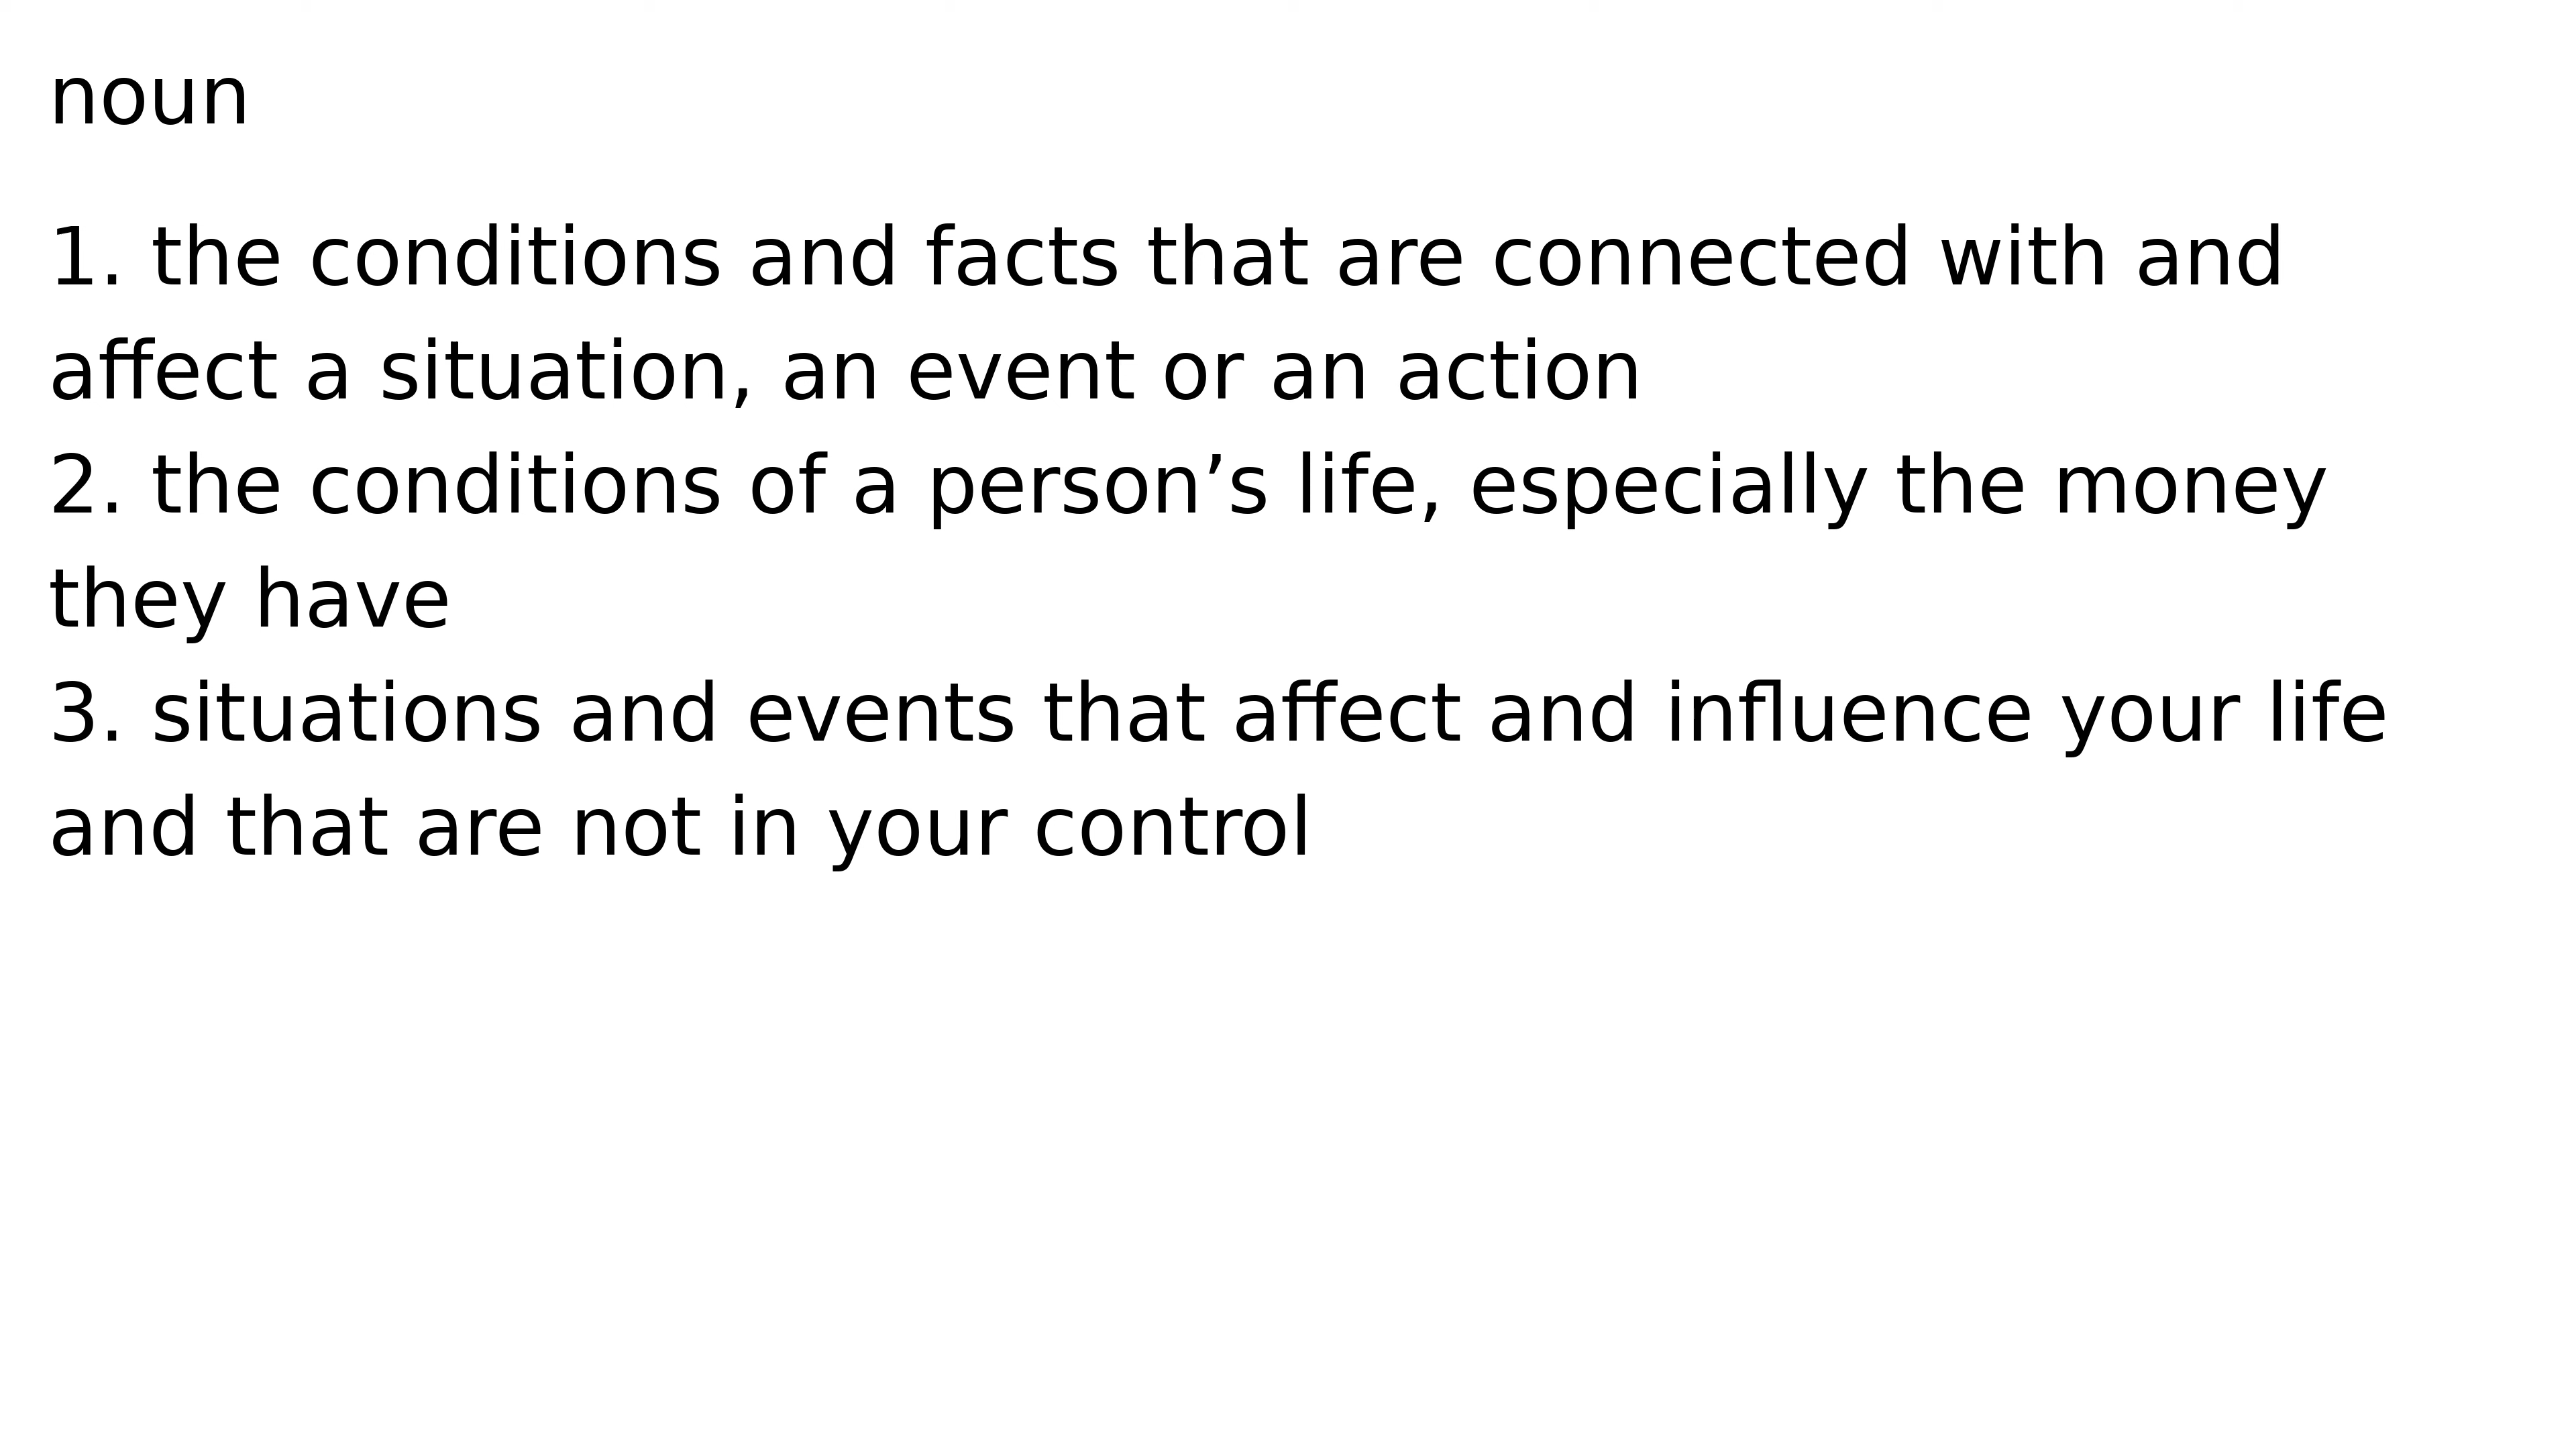 noun
1. the conditions and facts that are connected with and
affect a situation, an event or an action
2. the conditions of a person’s life, especially the money
they have
3. situations and events that affect and influence your life
and that are not in your control